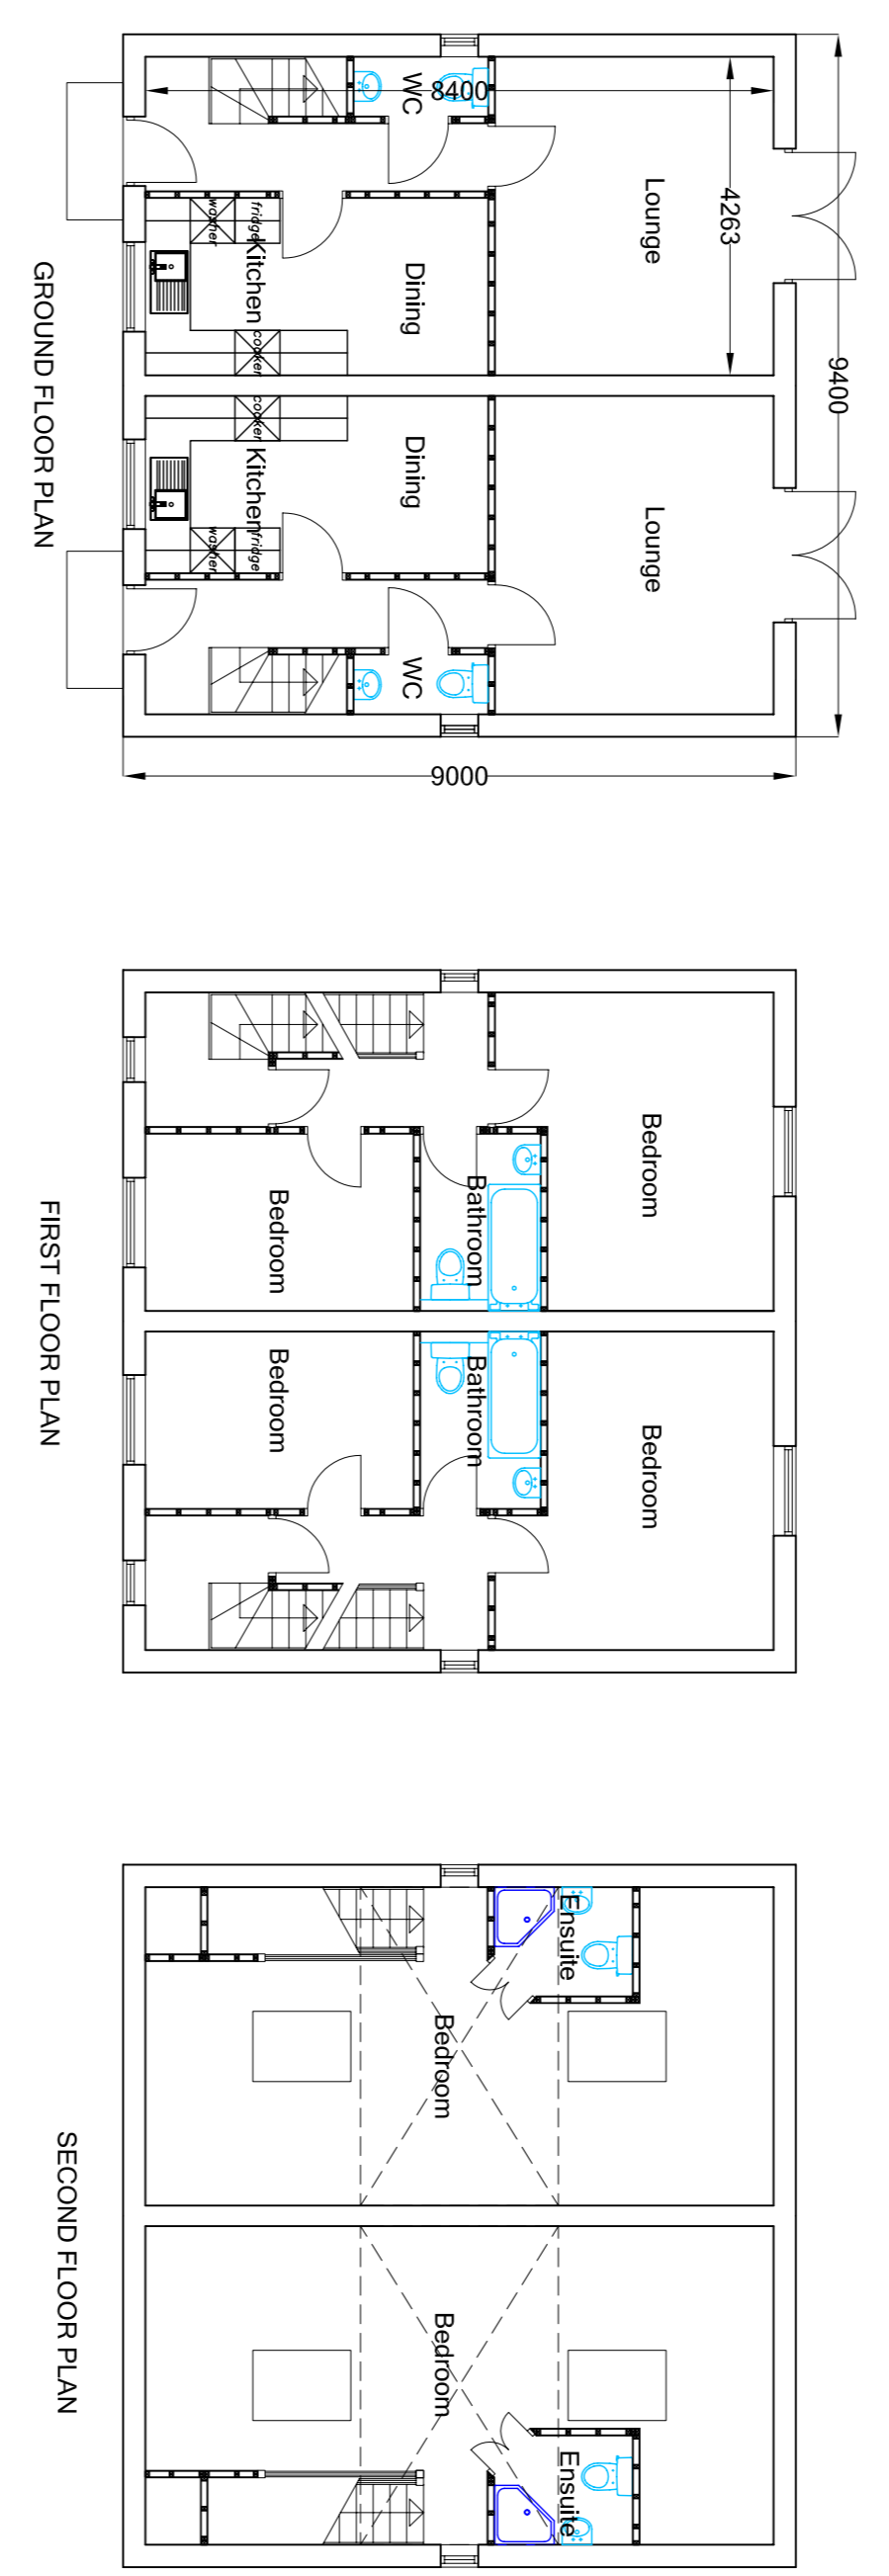 WC
8400
Lounge
4263
fridge
washer
Kitchen
Dining
cooker
9400
cooker
Kitchen
Dining
Lounge
washer
fridge
WC
9000
GROUND FLOOR PLAN
Bedroom
Bathroom
Bedroom
Bedroom
Bathroom
Bedroom
FIRST FLOOR PLAN
Ensuite
Bedroom
Bedroom
Ensuite
SECOND FLOOR PLAN